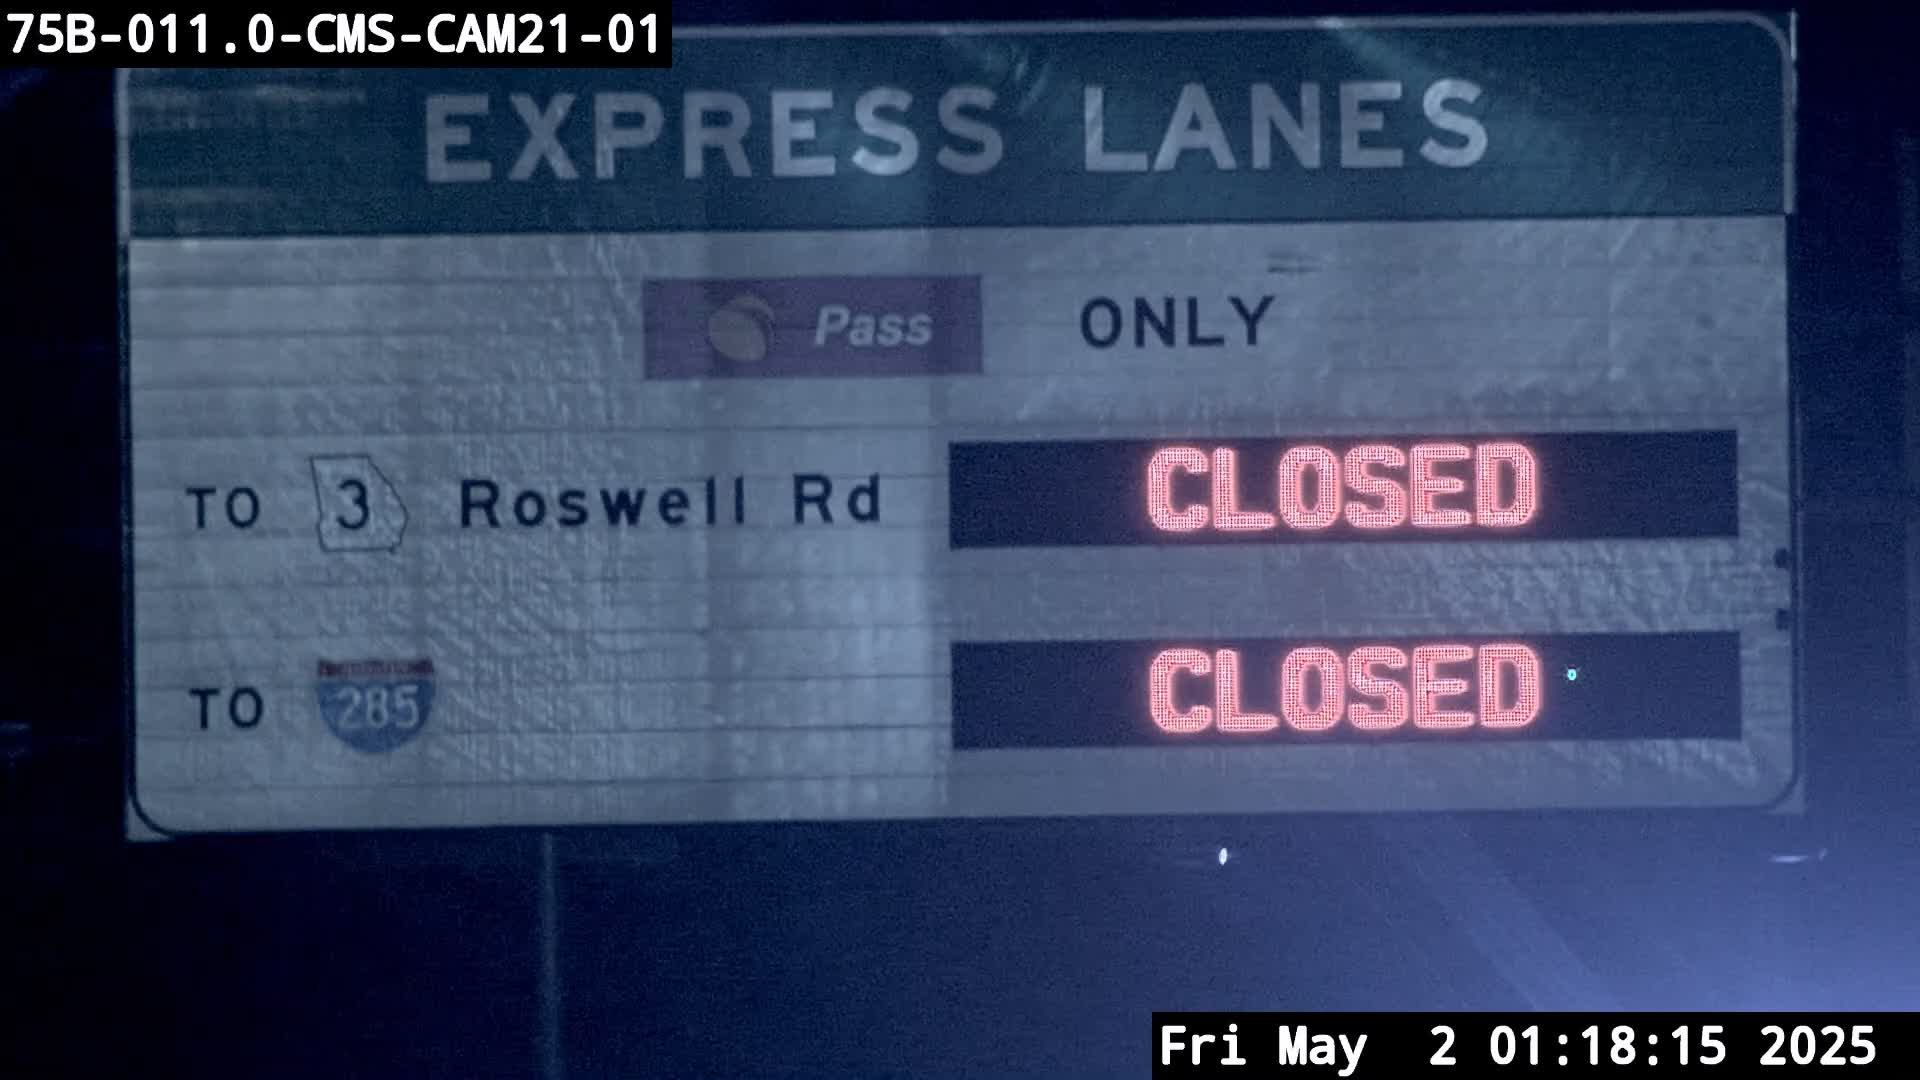 75B-011.0-CMS-CAM21-01
EXPRESS LANES
Pass ONLY
TO 3 Roswell Rd CLOSED
TO 285 CLOSED
Fri May 2 01:18:15 2025